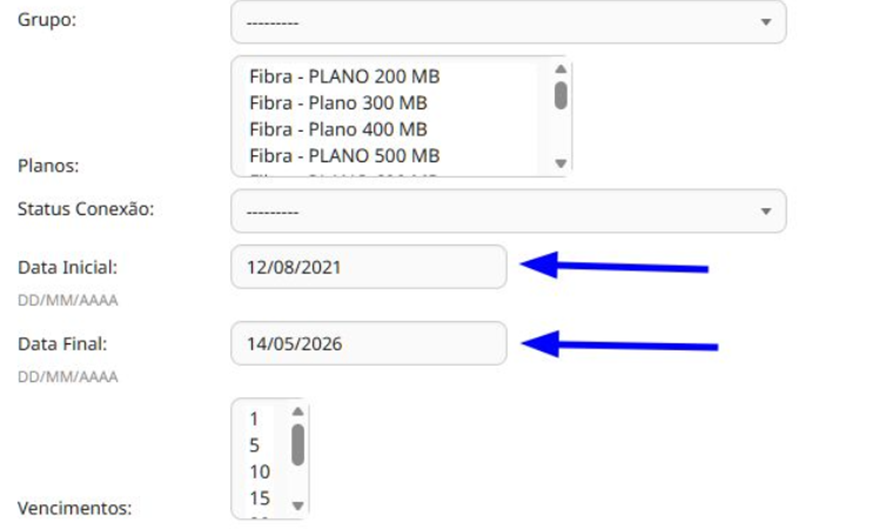 Grupo:
---------
Fibra - PLANO 200 MB
Fibra - Plano 300 MB
Fibra - Plano 400 MB
Fibra - PLANO 500 MB
Planos:
Status Conexão:
---------
Data Inicial:
12/08/2021
DD/MM/AAAA
Data Final:
14/05/2026
DD/MM/AAAA
1
5
10
15
Vencimentos: